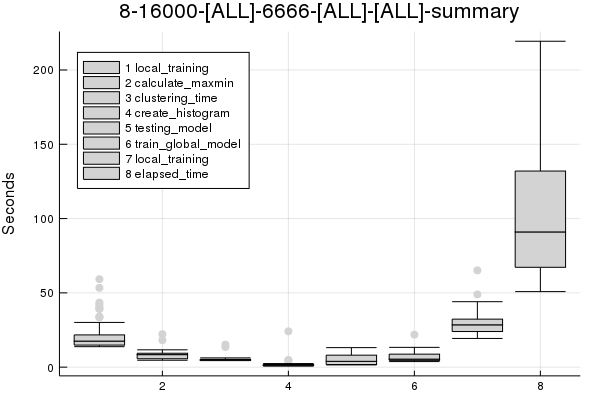 8-16000-[ALL]-6666-[ALL]-[ALL]-summary
200
150
100
50
0
Seconds
1 local_training
2 calculate_maxmin
3 clustering_time
4 create_histogram
5 testing_model
6 train_global_model
7 local_training
8 elapsed_time
2 4 6 8